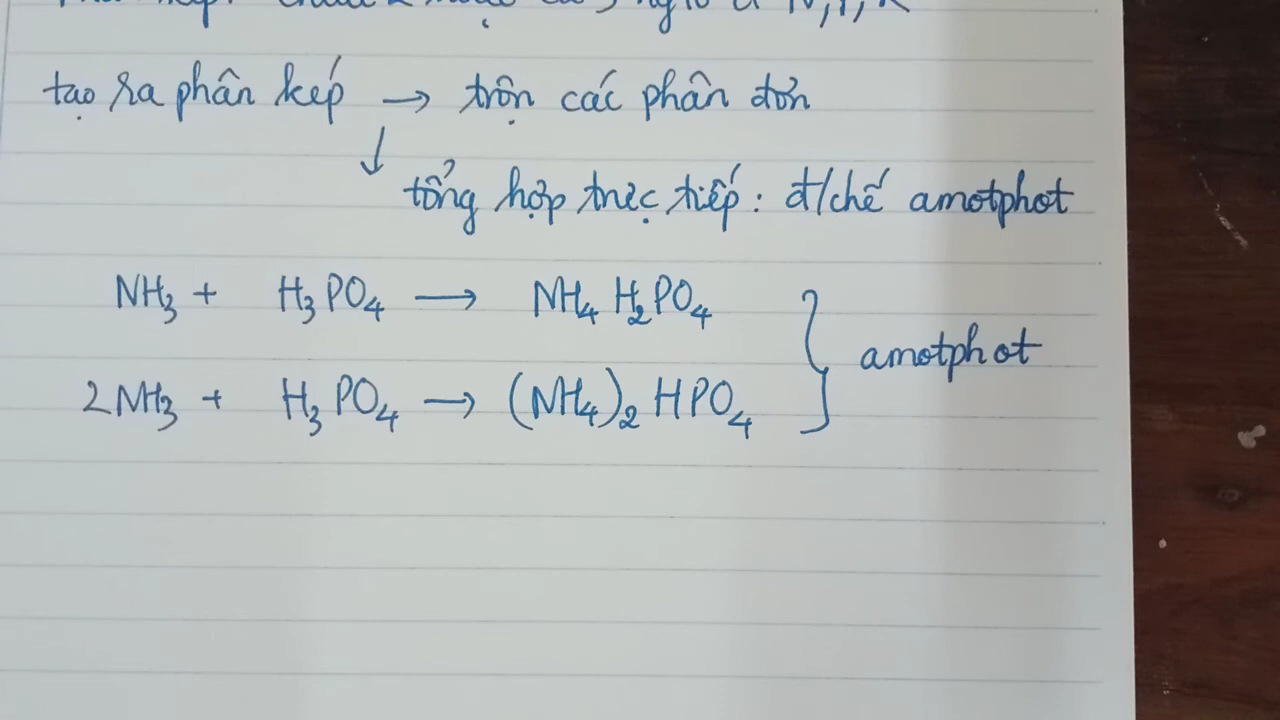 N, P, K
tạo ra phân kép → trộn các phân đơn
↓
tổng hợp trực tiếp: đ/chế amotphot
NH₃ + H₃PO₄ → NH₄H₂PO₄
amotphot
2NH₃ + H₃PO₄ → (NH₄)₂HPO₄